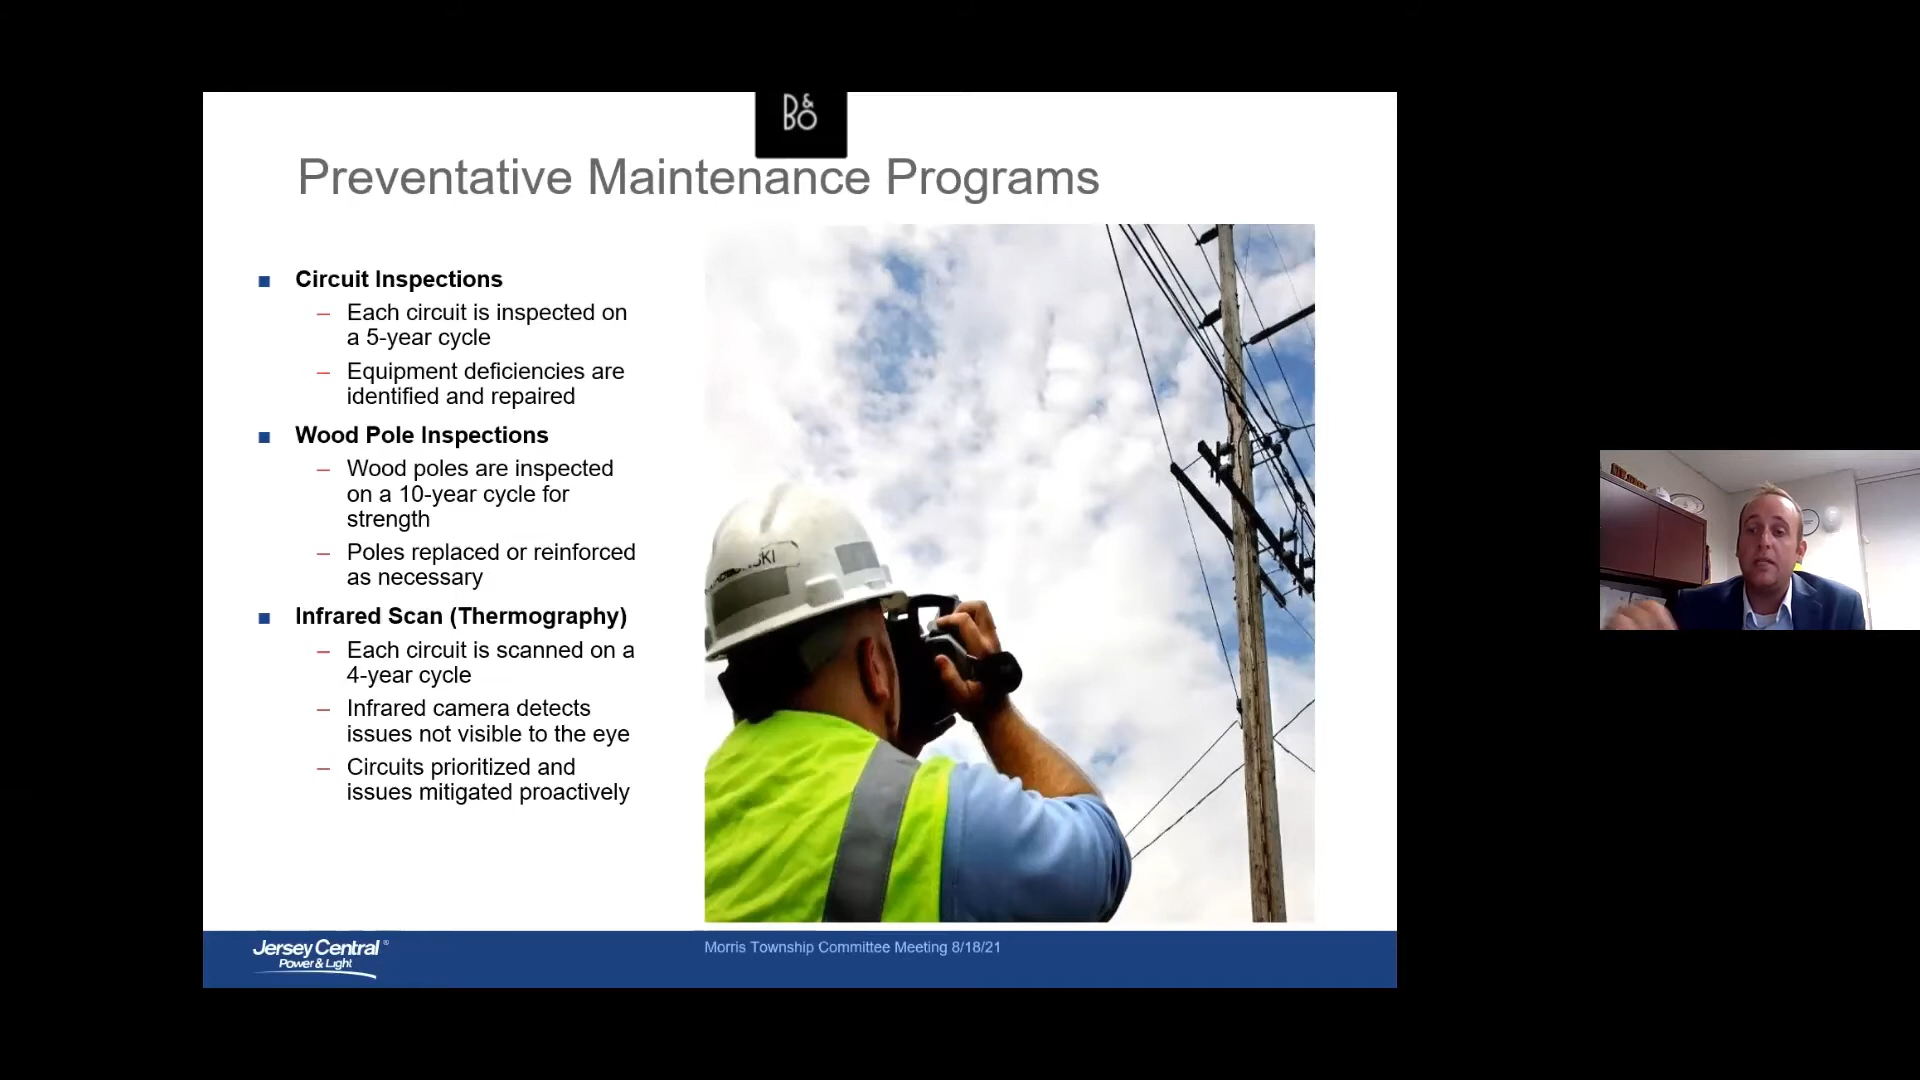 B&O
Preventative Maintenance Programs
Circuit Inspections
– Each circuit is inspected on
a 5-year cycle
– Equipment deficiencies are
identified and repaired
Wood Pole Inspections
– Wood poles are inspected
on a 10-year cycle for
strength
– Poles replaced or reinforced
as necessary
Infrared Scan (Thermography)
– Each circuit is scanned on a
4-year cycle
– Infrared camera detects
issues not visible to the eye
– Circuits prioritized and
issues mitigated proactively
Jersey Central®
Power & Light
Morris Township Committee Meeting 8/18/21